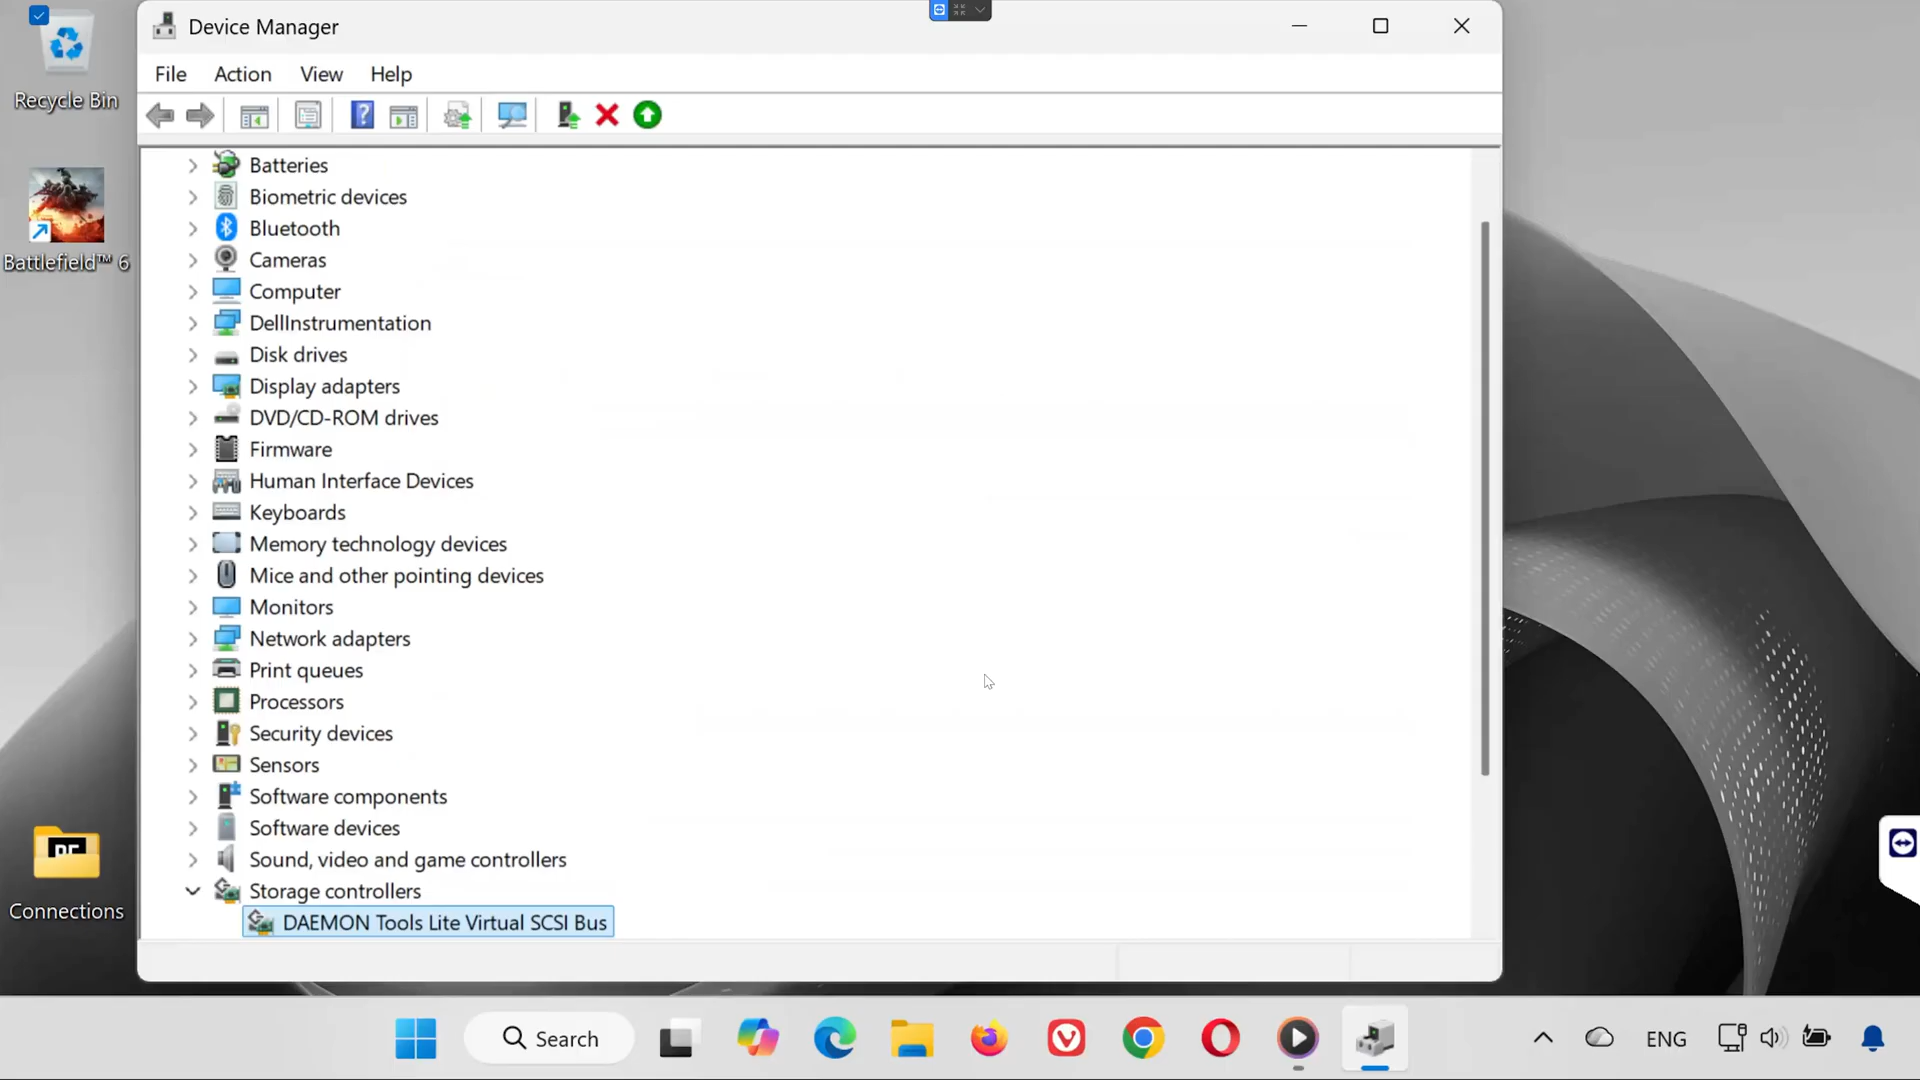 Device Manager
File Action View Help
Batteries
Biometric devices
Bluetooth
Cameras
Computer
DellInstrumentation
Disk drives
Display adapters
DVD/CD-ROM drives
Firmware
Human Interface Devices
Keyboards
Memory technology devices
Mice and other pointing devices
Monitors
Network adapters
Print queues
Processors
Security devices
Sensors
Software components
Software devices
Sound, video and game controllers
Storage controllers
DAEMON Tools Lite Virtual SCSI Bus
Recycle Bin
Battlefield™ 6
Connections
Search
ENG